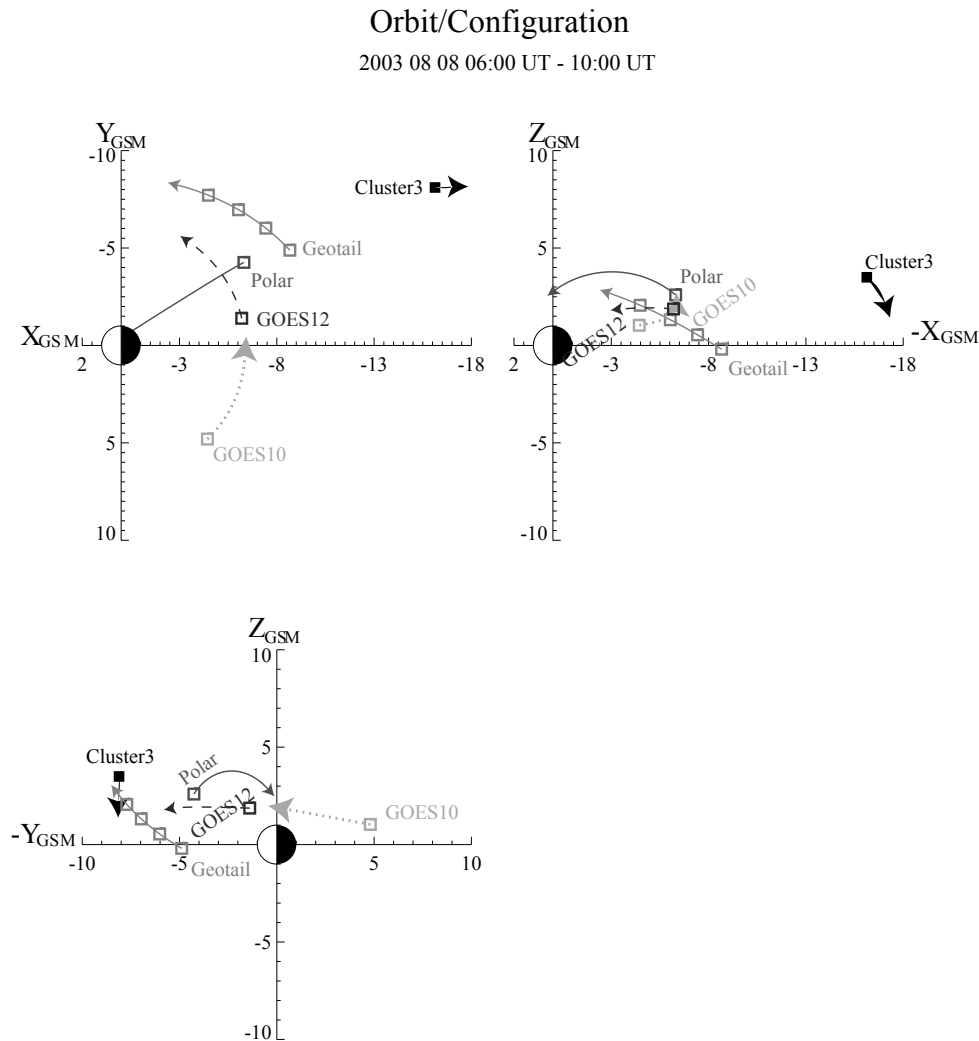 Orbit/Configuration
2003 08 08 06:00 UT - 10:00 UT
YGSM
-10
Cluster3
Geotail
-5
Polar
GOES12
XGSM
2 -3 -8 -13 -18
5
GOES10
10
ZGSM
10
5
Polar
GOES10
Cluster3
GOES12
-XGSM
2 -3 -8 -13 -18
Geotail
-5
-10
ZGSM
10
5
Cluster3
Polar
GOES12
GOES10
-YGSM
-10 -5 5 10
Geotail
-5
-10